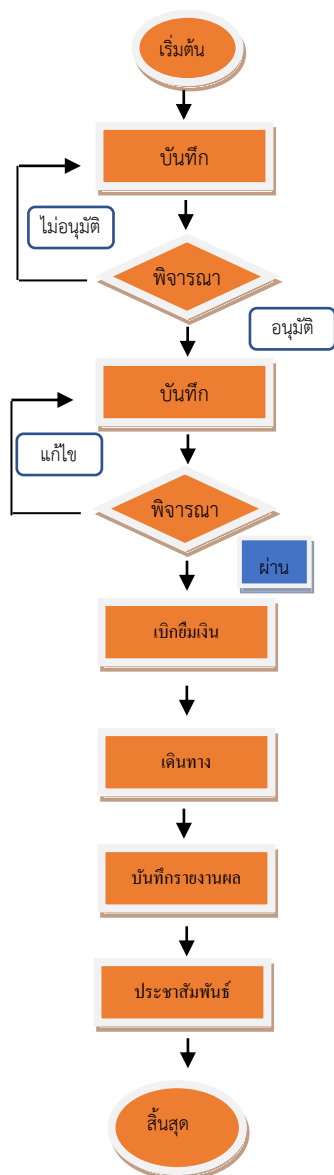 เริ่มต้น
บันทึก
ไม่อนุมัติ
พิจารณา
อนุมัติ
บันทึก
แก้ไข
พิจารณา
ผ่าน
เบิกยืมเงิน
เดินทาง
บันทึกรายงานผล
ประชาสัมพันธ์
สิ้นสุด